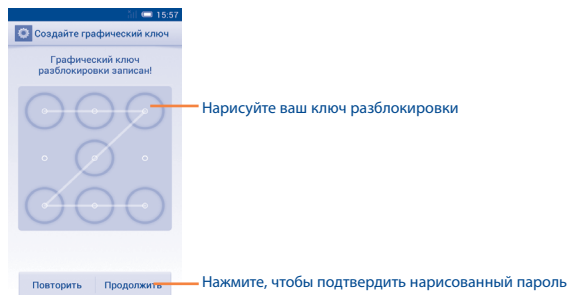 15:57
Создайте графический ключ
Графический ключ
разблокировки записан!
Нарисуйте ваш ключ разблокировки
Повторить
Продолжить
Нажмите, чтобы подтвердить нарисованный пароль